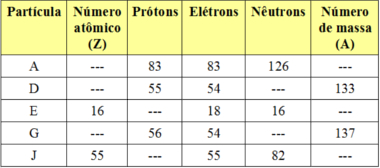 Partícula Número atômico (Z) Prótons Elétrons Nêutrons Número de massa (A)
A --- 83 83 126 ---
D --- 55 54 --- 133
E 16 --- 18 16 ---
G --- 56 54 --- 137
J 55 --- 55 82 ---